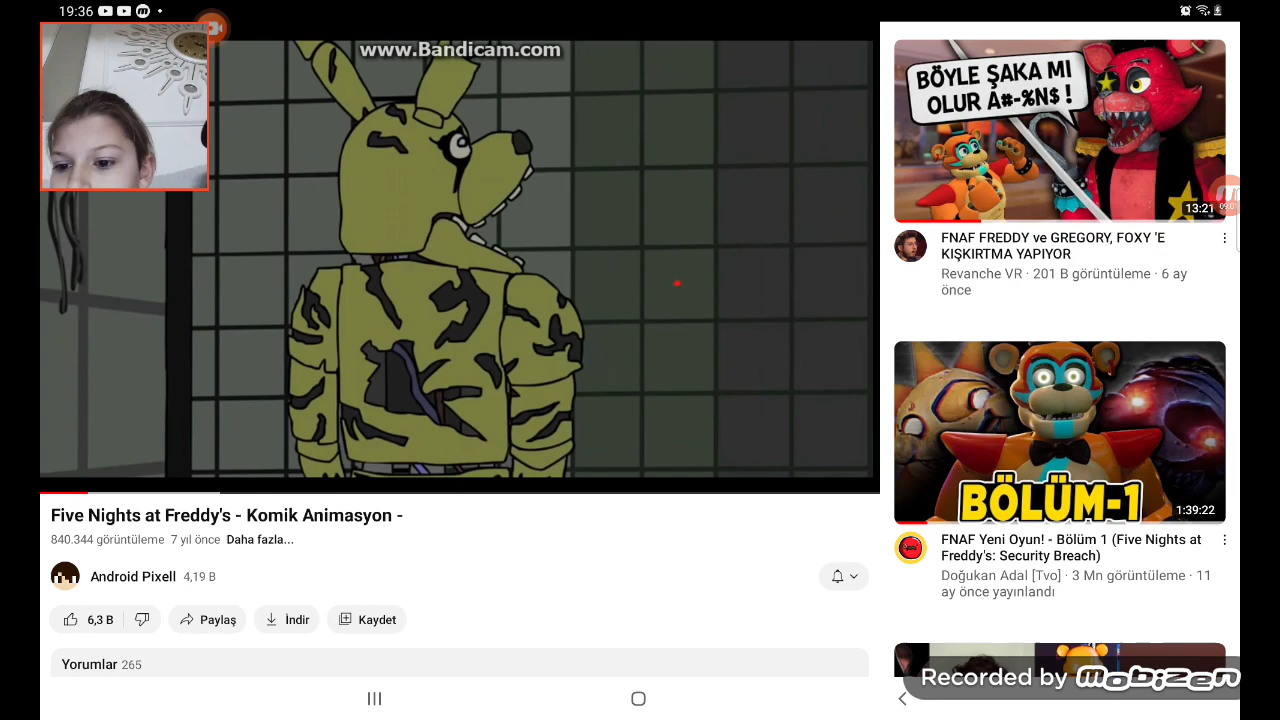 19:36
www.Bandicam.com
BÖYLE ŞAKA MI
OLUR A#-%N$ !
13:21
09:0
FNAF FREDDY ve GREGORY, FOXY 'E
KIŞKIRTMA YAPIYOR
Revanche VR · 201 B görüntüleme · 6 ay
önce
BÖLÜM-1
1:39:22
FNAF Yeni Oyun! - Bölüm 1 (Five Nights at
Freddy's: Security Breach)
Doğukan Adal [Tvo] · 3 Mn görüntüleme · 11
ay önce yayınlandı
Five Nights at Freddy's - Komik Animasyon -
840.344 görüntüleme 7 yıl önce Daha fazla...
Android Pixell 4,19 B
6,3 B Paylaş İndir Kaydet
Yorumlar 265
Recorded by mobizen